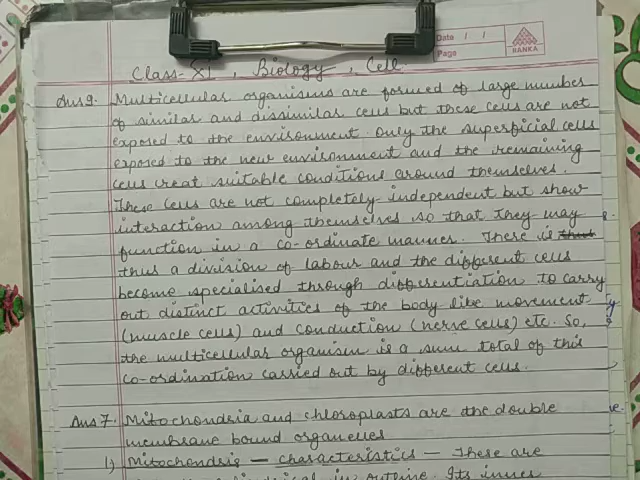 Date / /
Page
BANKA
Class-XI, Biology, Cell.
Ans 9. Multicellular organisms are formed of large number
of similar and dissimilar cells but these cells are not
exposed to the environment. Only the superficial cells
exposed to the new environment and the remaining
cells creat suitable conditions around themselves.
These cells are not completely independent but show
interaction among themselves so that they may
function in a co-ordinate manner. There is
thus a division of labour and the different cells
become specialised through differentiation to carry
out distinct activities of the body like movement
(muscle cells) and conduction (nerve cells) etc. So,
the multicellular organism is a sum total of this
co-ordination carried out by different cells.
Ans 7. Mitochondria and chloroplasts are the double
membrane bound organelles
1) Mitochondria — characteristics — These are
in outline. Its inner